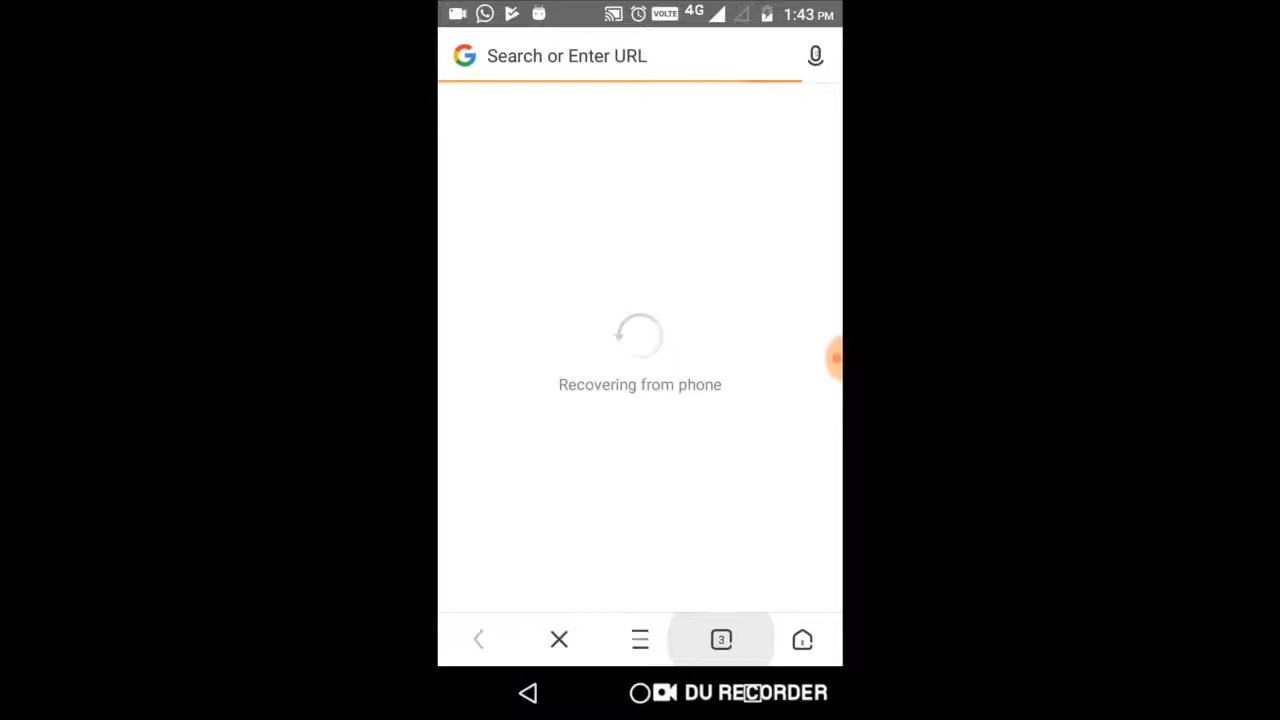 VOLTE 4G 1:43 PM
G Search or Enter URL
Recovering from phone
3
DU RECORDER